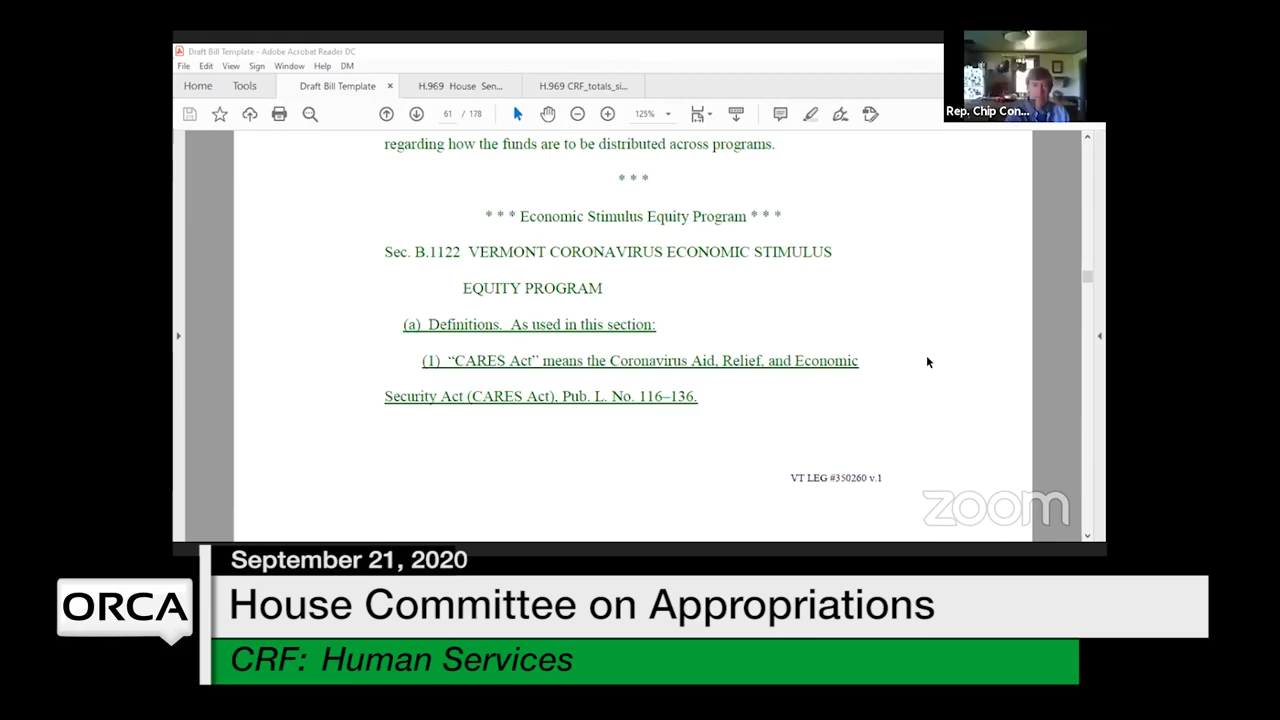 Draft Bill Template - Adobe Acrobat Reader DC
File Edit View Sign Window Help DM
Home Tools Draft Bill Template × H.969 House Sen... H.969 CRF_totals_si...
61 / 178 125%
Rep. Chip Con...
regarding how the funds are to be distributed across programs.
* * *
* * * Economic Stimulus Equity Program * * *
Sec. B.1122 VERMONT CORONAVIRUS ECONOMIC STIMULUS
EQUITY PROGRAM
(a) Definitions. As used in this section:
(1) “CARES Act” means the Coronavirus Aid, Relief, and Economic
Security Act (CARES Act), Pub. L. No. 116–136.
VT LEG #350260 v.1
zoom
September 21, 2020
ORCA
House Committee on Appropriations
CRF: Human Services